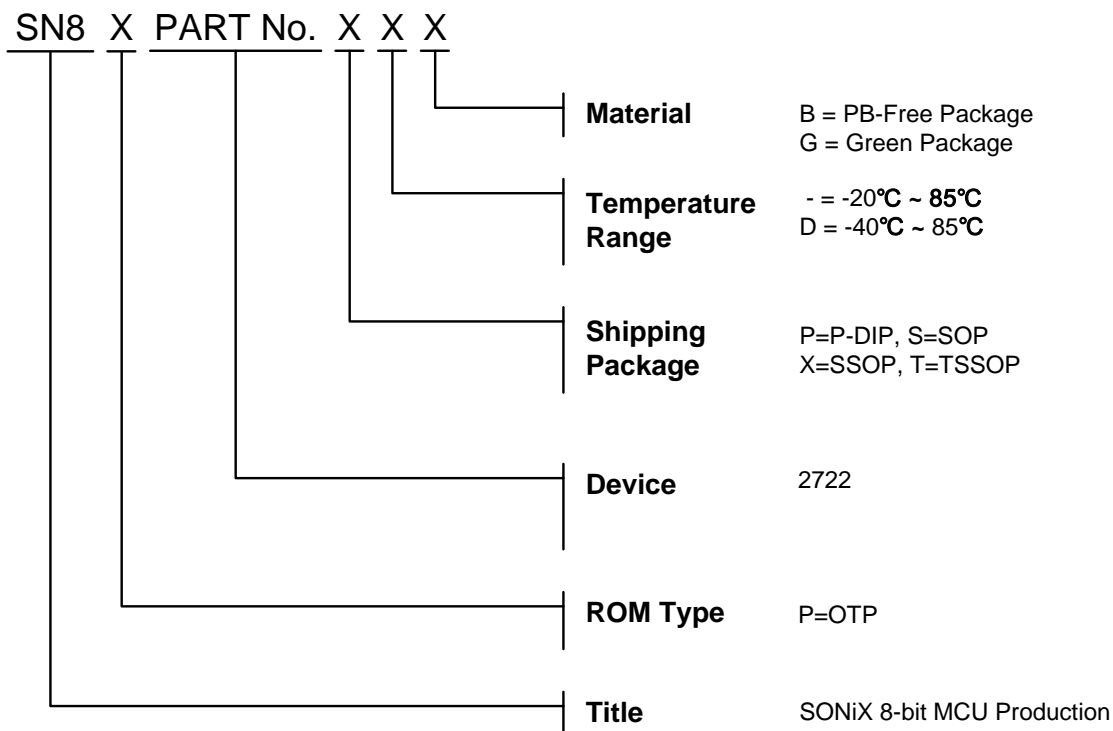 SN8 X PART No. X X X
Material B = PB-Free Package
G = Green Package
Temperature Range - = -20℃ ~ 85℃
D = -40℃ ~ 85℃
Shipping Package P=P-DIP, S=SOP
X=SSOP, T=TSSOP
Device 2722
ROM Type P=OTP
Title SONiX 8-bit MCU Production